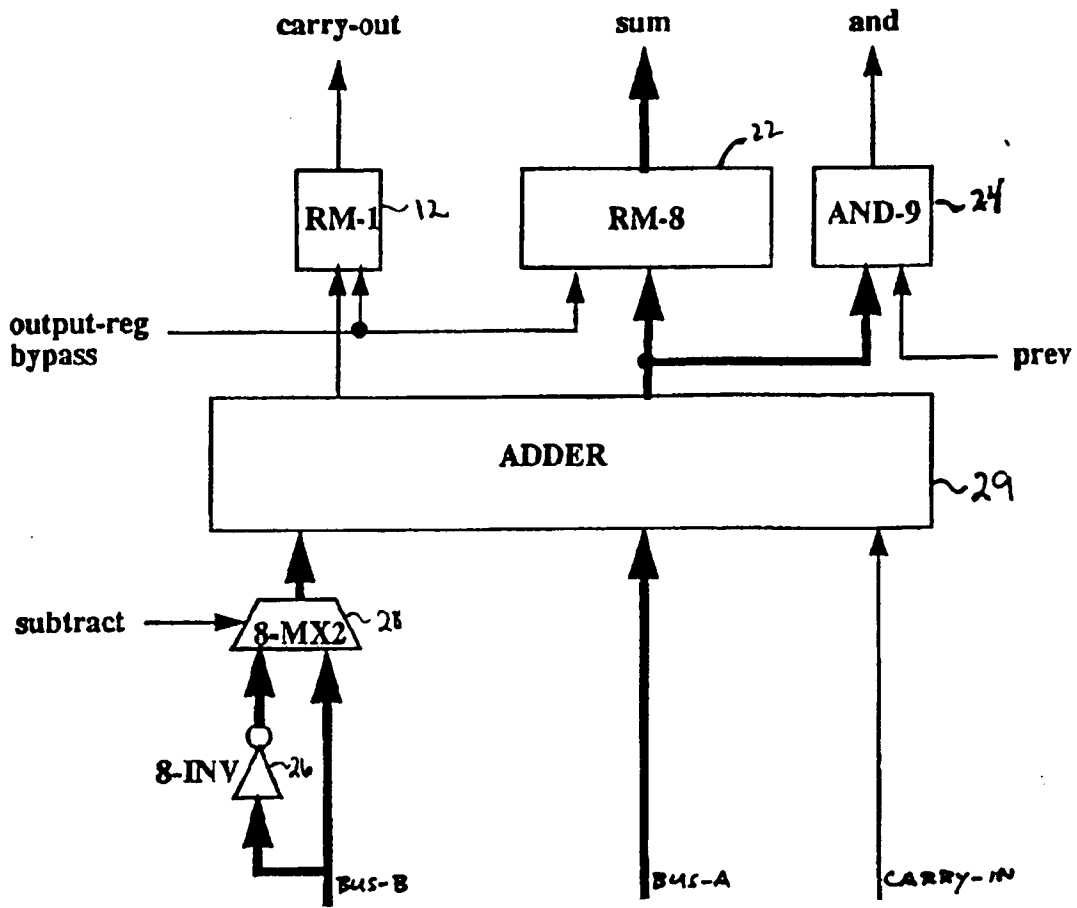 carry-out
sum
and
22
RM-1
12
RM-8
AND-9
24
output-reg
bypass
prev
ADDER
29
subtract
8-MX2
28
8-INV
26
BUS-B
BUS-A
CARRY-IN